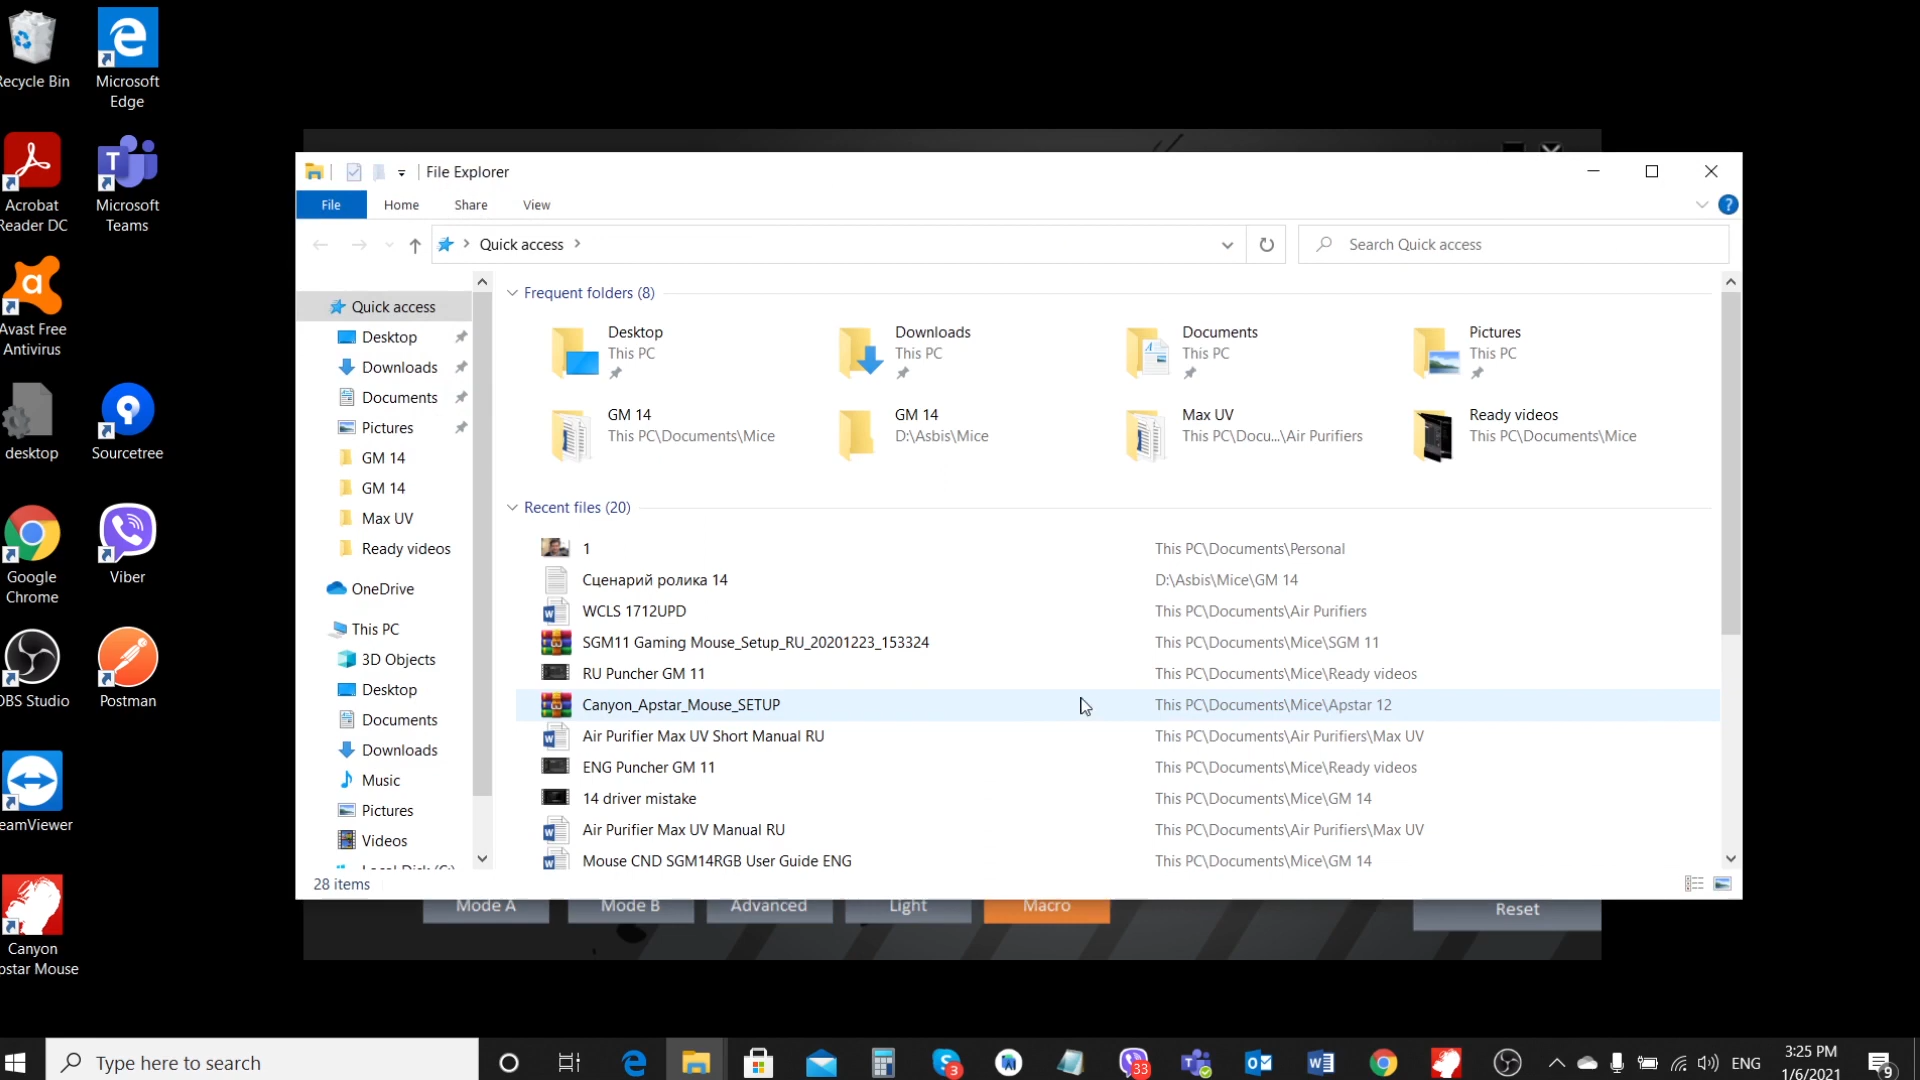 Recycle Bin
Microsoft
Edge
Acrobat
Reader DC
Microsoft
Teams
Avast Free
Antivirus
desktop
Sourcetree
Google
Chrome
Viber
OBS Studio
Postman
eamViewer
Canyon
pstar Mouse
File Explorer
File
Home
Share
View
Quick access
Search Quick access
Quick access
Desktop
Downloads
Documents
Pictures
GM 14
GM 14
Max UV
Ready videos
OneDrive
This PC
3D Objects
Desktop
Documents
Downloads
Music
Pictures
Videos
Frequent folders (8)
Desktop
This PC
Downloads
This PC
Documents
This PC
Pictures
This PC
GM 14
This PC\Documents\Mice
GM 14
D:\Asbis\Mice
Max UV
This PC\Docu...\Air Purifiers
Ready videos
This PC\Documents\Mice
Recent files (20)
1 This PC\Documents\Personal
Сценарий ролика 14 D:\Asbis\Mice\GM 14
WCLS 1712UPD This PC\Documents\Air Purifiers
SGM11 Gaming Mouse_Setup_RU_20201223_153324 This PC\Documents\Mice\SGM 11
RU Puncher GM 11 This PC\Documents\Mice\Ready videos
Canyon_Apstar_Mouse_SETUP This PC\Documents\Mice\Apstar 12
Air Purifier Max UV Short Manual RU This PC\Documents\Air Purifiers\Max UV
ENG Puncher GM 11 This PC\Documents\Mice\Ready videos
14 driver mistake This PC\Documents\Mice\GM 14
Air Purifier Max UV Manual RU This PC\Documents\Air Purifiers\Max UV
Mouse CND SGM14RGB User Guide ENG This PC\Documents\Mice\GM 14
28 items
Mode A
Mode B
Advanced
Light
Macro
Reset
Type here to search
3
33
ENG
3:25 PM
1/6/2021
9